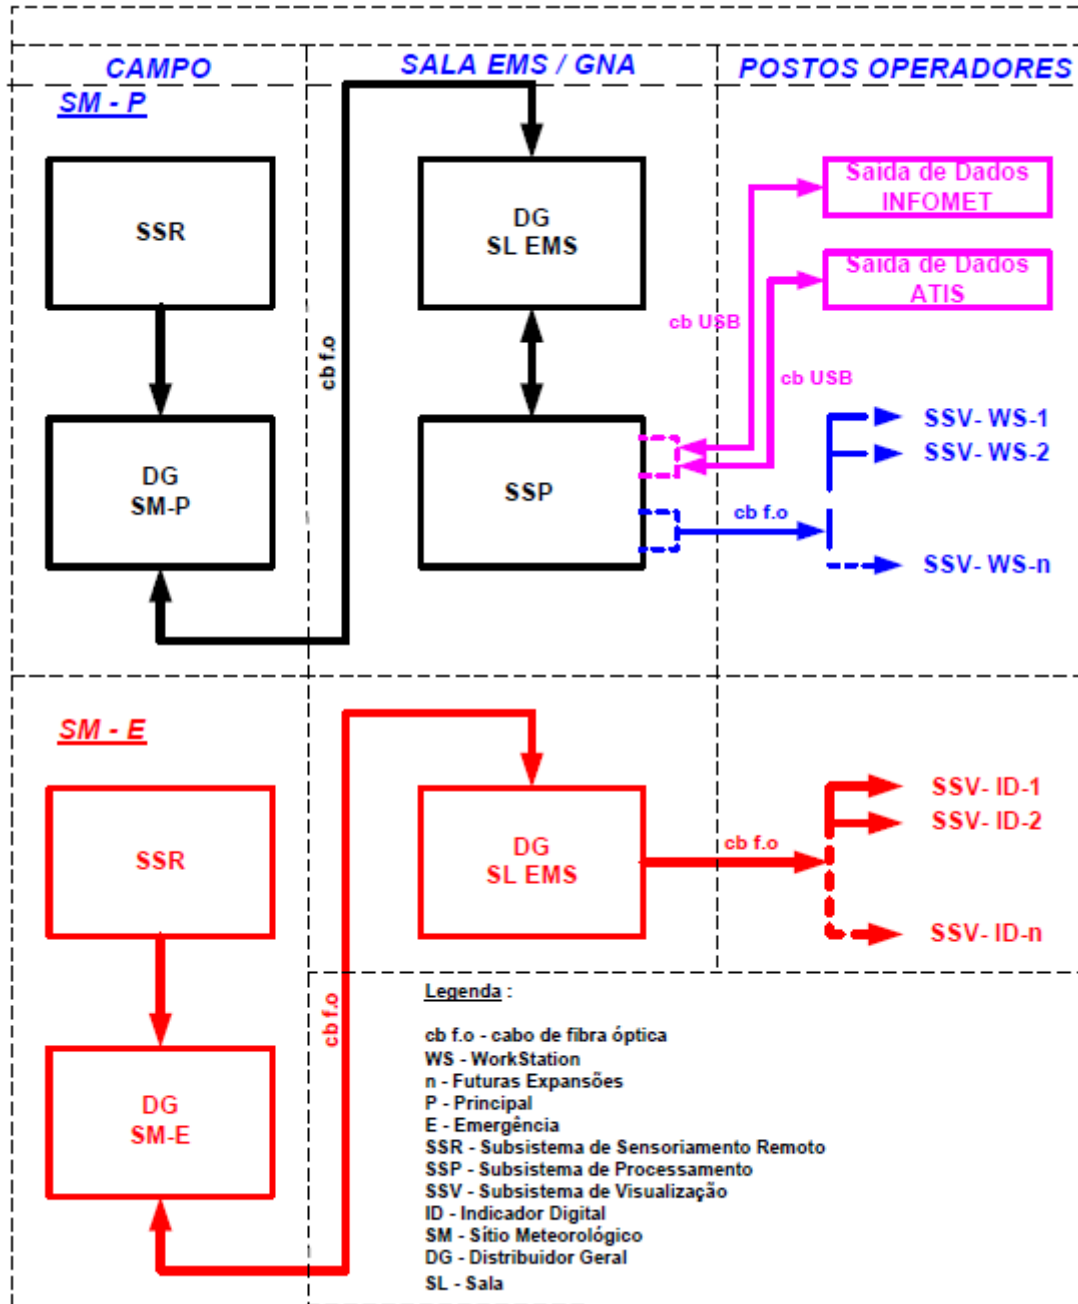 CAMPO
SALA EMS / GNA
POSTOS OPERADORES
SM - P
SSR
DG
SM-P
cb f.o
DG
SL EMS
SSP
cb USB
cb USB
cb f.o
Saída de Dados
INFOMET
Saída de Dados
ATIS
SSV- WS-1
SSV- WS-2
SSV- WS-n
SM - E
SSR
DG
SM-E
cb f.o
DG
SL EMS
cb f.o
SSV- ID-1
SSV- ID-2
SSV- ID-n
Legenda :
cb f.o - cabo de fibra óptica
WS - WorkStation
n - Futuras Expansões
P - Principal
E - Emergência
SSR - Subsistema de Sensoriamento Remoto
SSP - Subsistema de Processamento
SSV - Subsistema de Visualização
ID - Indicador Digital
SM - Sítio Meteorológico
DG - Distribuidor Geral
SL - Sala